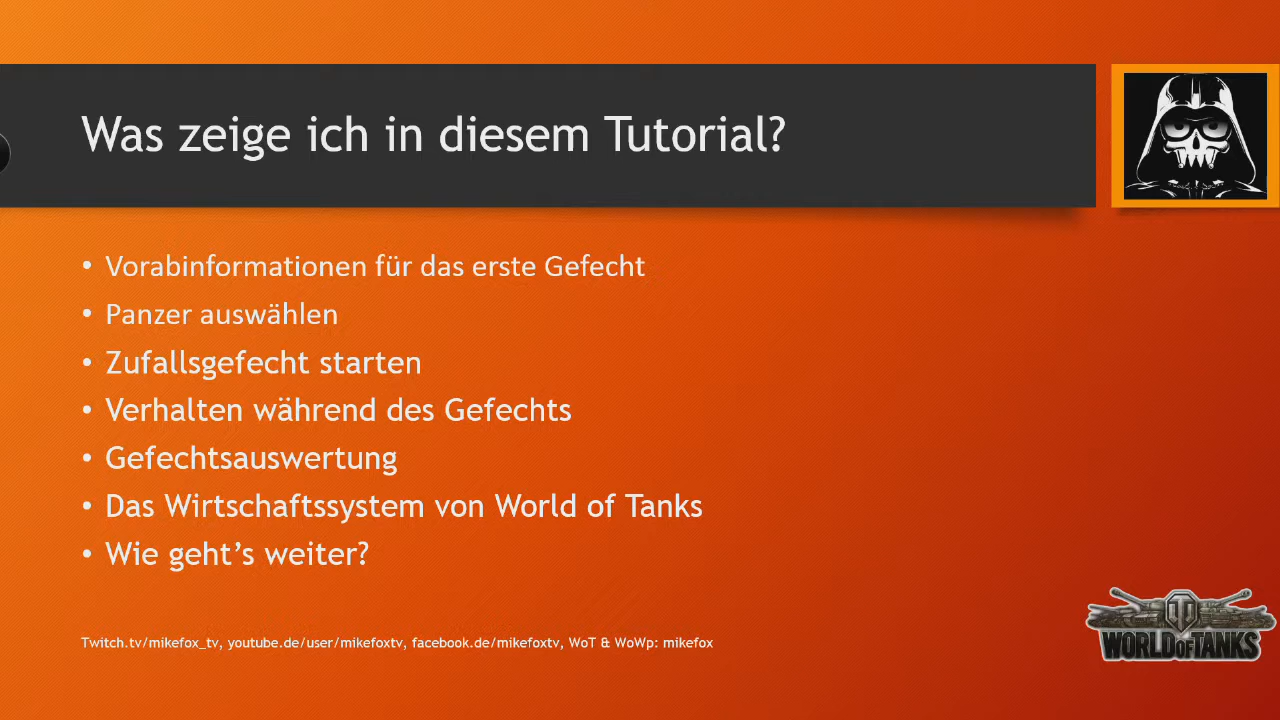 Was zeige ich in diesem Tutorial?
• Vorabinformationen für das erste Gefecht
• Panzer auswählen
• Zufallsgefecht starten
• Verhalten während des Gefechts
• Gefechtsauswertung
• Das Wirtschaftssystem von World of Tanks
• Wie geht’s weiter?
Twitch.tv/mikefox_tv, youtube.de/user/mikefoxtv, facebook.de/mikefoxtv, WoT & WoWp: mikefox
WORLD OF TANKS